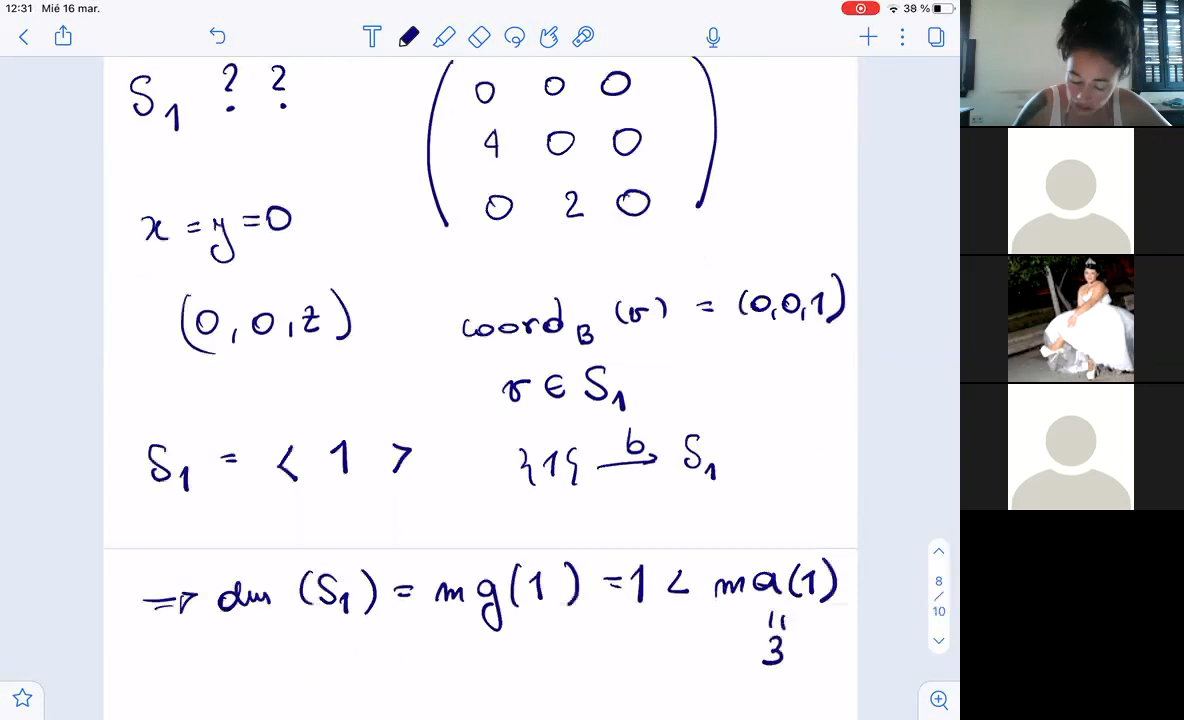 12:31 Mié 16 mar.
38 %
S₁ ? ?
0 0 0
4 0 0
0 2 0
x = y = 0
(0, 0, z)
coord_B (v) = (0,0,1)
v ∈ S₁
S₁ = < 1 >
{1} →b S₁
8
/
10
=> dim (S₁) = mg(1) = 1 < ma(1)
=
3